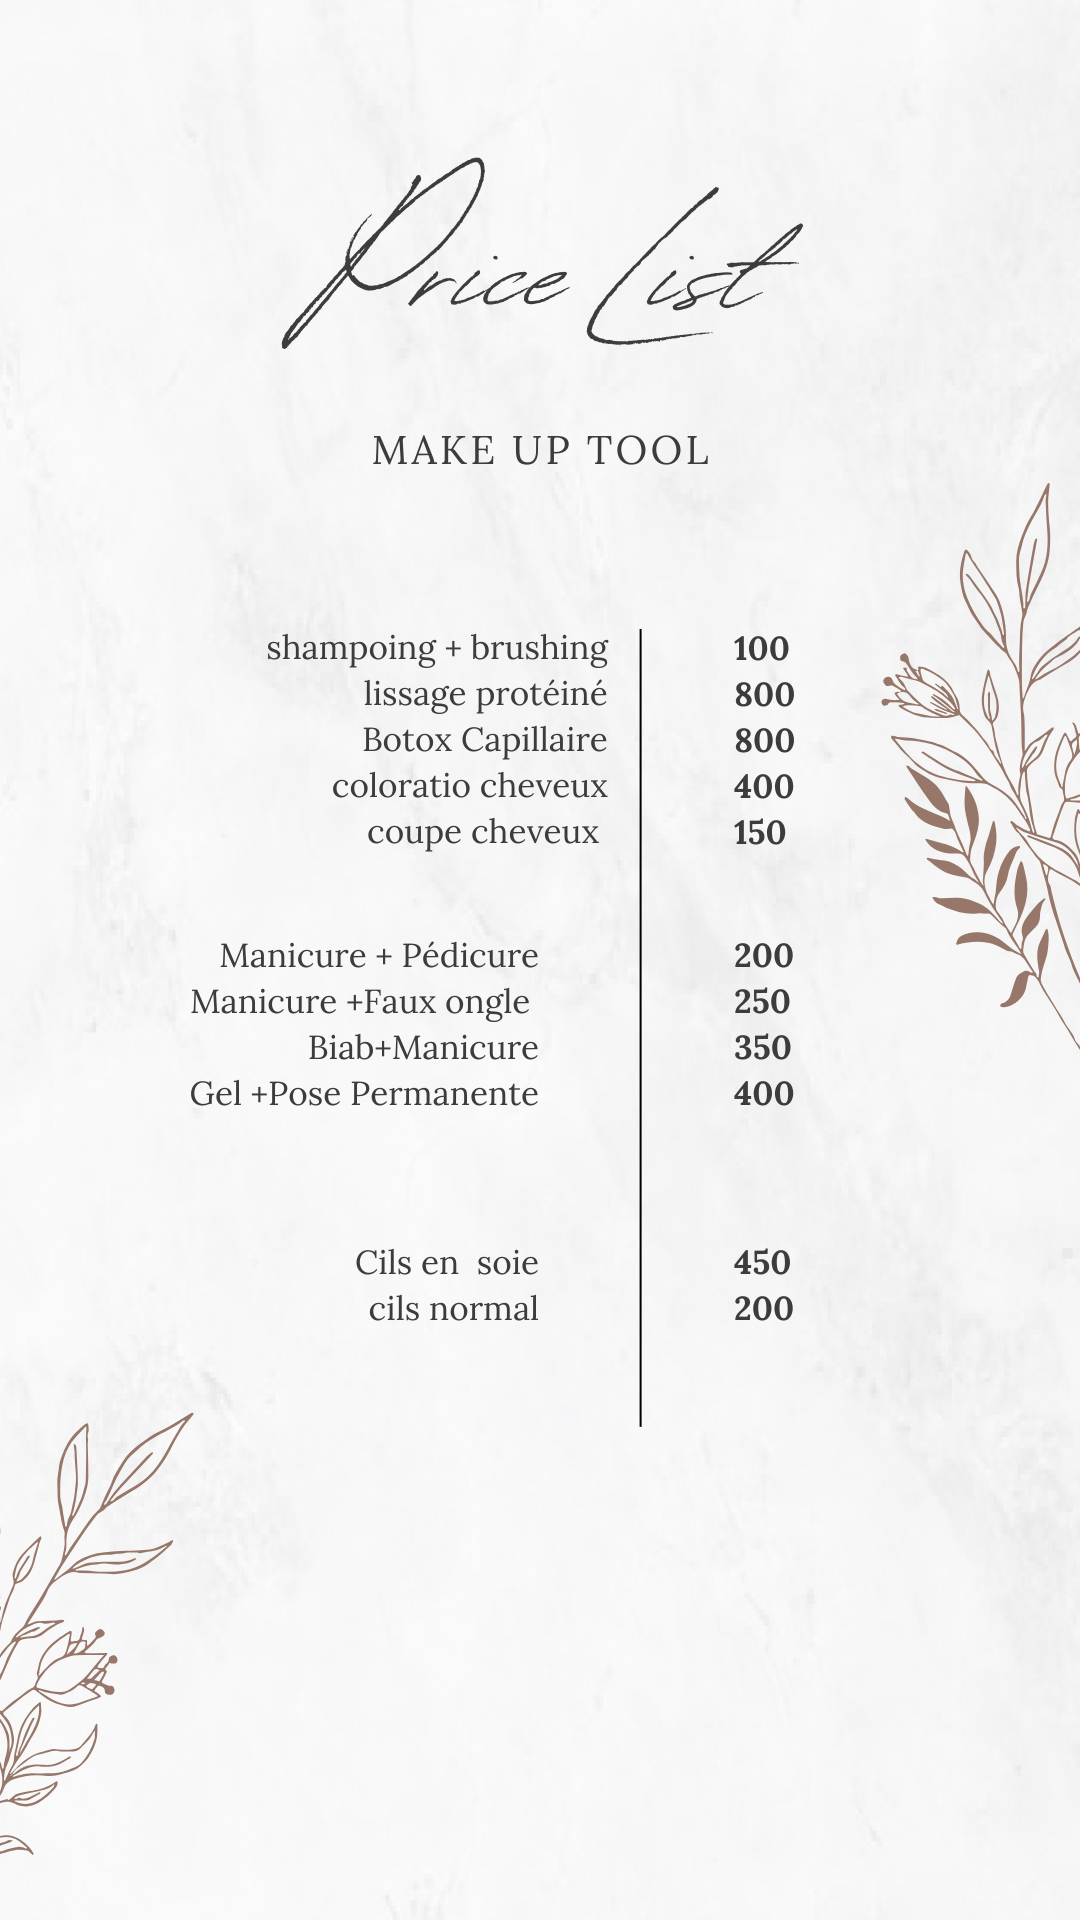 Price List
MAKE UP TOOL
shampoing + brushing 100
lissage protéiné 800
Botox Capillaire 800
coloratio cheveux 400
coupe cheveux 150
Manicure + Pédicure 200
Manicure +Faux ongle 250
Biab+Manicure 350
Gel +Pose Permanente 400
Cils en  soie 450
cils normal 200